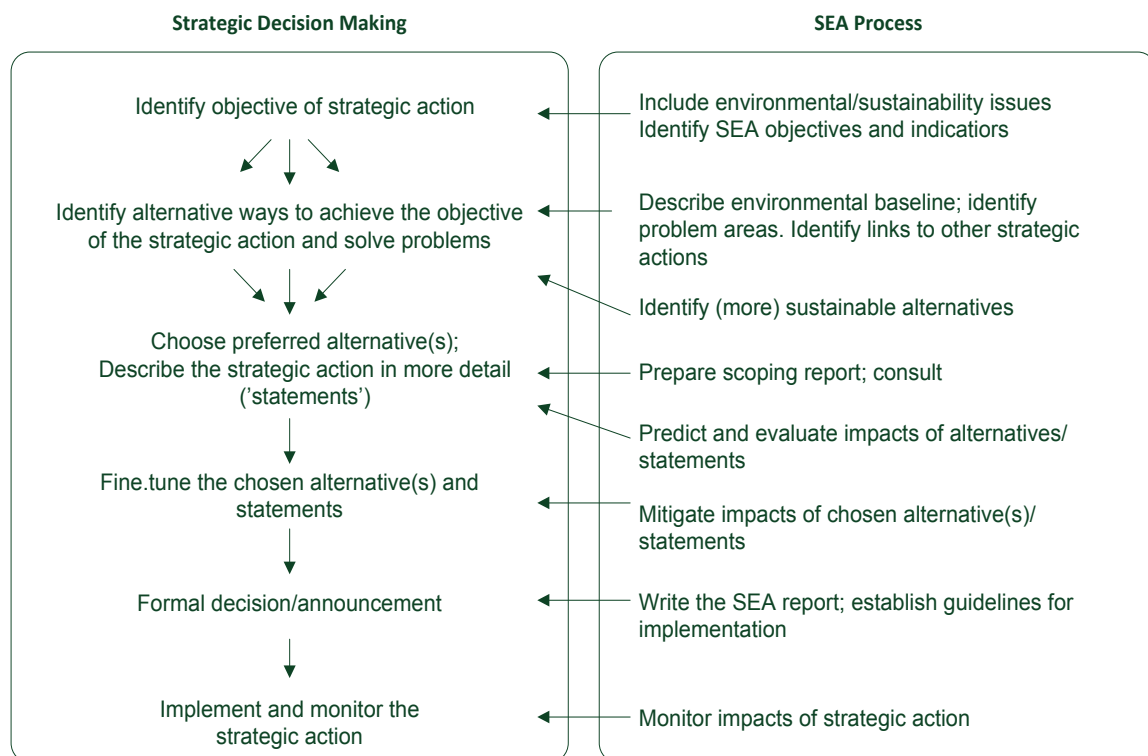 Strategic Decision Making
SEA Process
Identify objective of strategic action
Include environmental/sustainability issues
Identify SEA objectives and indicatiors
Identify alternative ways to achieve the objective
of the strategic action and solve problems
Describe environmental baseline; identify
problem areas. Identify links to other strategic
actions
Identify (more) sustainable alternatives
Choose preferred alternative(s);
Describe the strategic action in more detail
('statements')
Prepare scoping report; consult
Predict and evaluate impacts of alternatives/
statements
Fine.tune the chosen alternative(s) and
statements
Mitigate impacts of chosen alternative(s)/
statements
Formal decision/announcement
Write the SEA report; establish guidelines for
implementation
Implement and monitor the
strategic action
Monitor impacts of strategic action